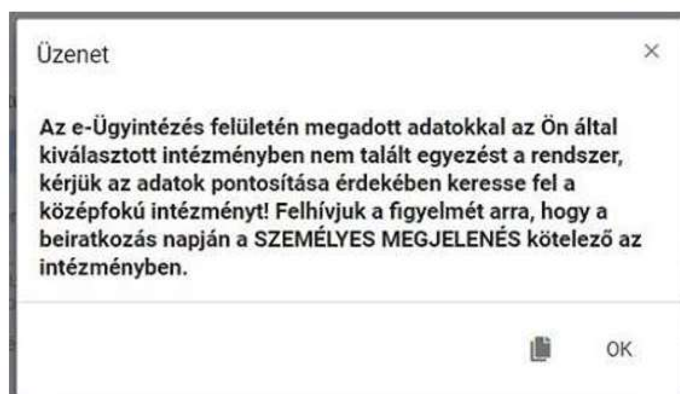 Üzenet
Az e-Ügyintézés felületén megadott adatokkal az Ön által
kiválasztott intézményben nem talált egyezést a rendszer,
kérjük az adatok pontosítása érdekében keresse fel a
középfokú intézményt! Felhívjuk a figyelmét arra, hogy a
beiratkozás napján a SZEMÉLYES MEGJELENÉS kötelező az
intézményben.
OK